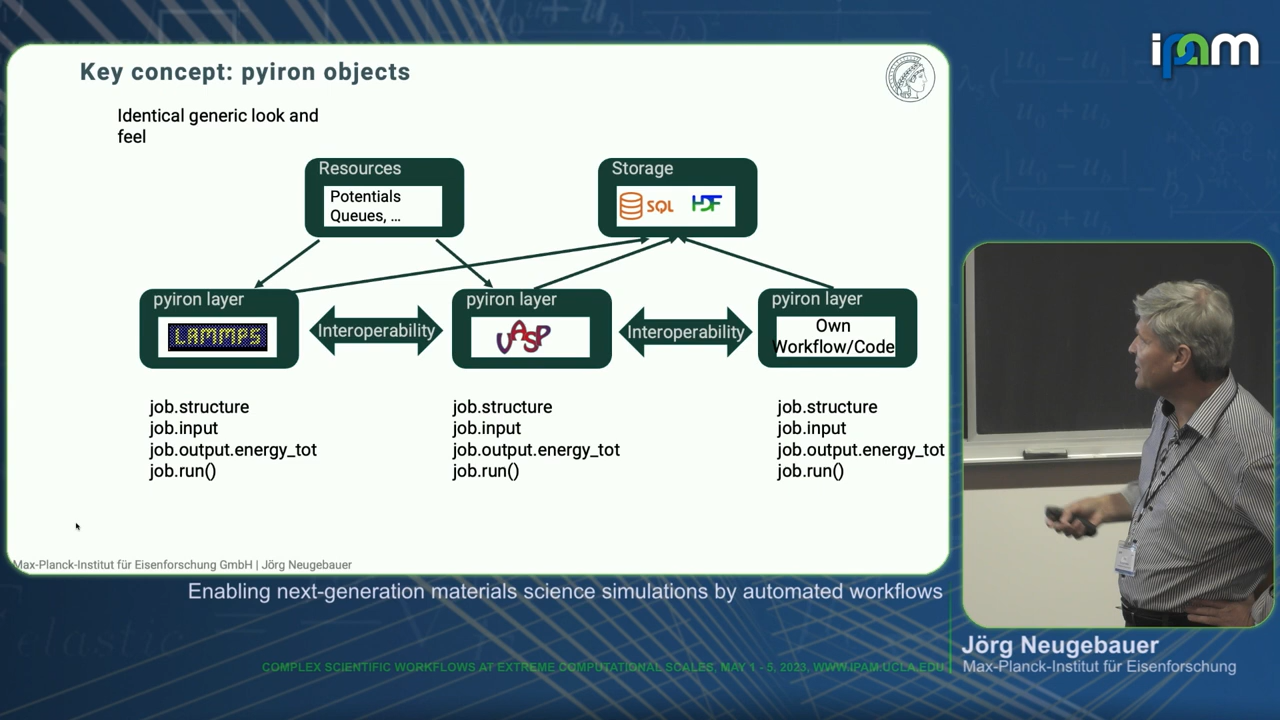 ipam
Key concept: pyiron objects
Identical generic look and
feel
Resources
Potentials
Queues, ...
Storage
SQL
HDF
pyiron layer
LAMMPS
Interoperability
pyiron layer
VASP
Interoperability
pyiron layer
Own
Workflow/Code
job.structure
job.input
job.output.energy_tot
job.run()
job.structure
job.input
job.output.energy_tot
job.run()
job.structure
job.input
job.output.energy_tot
job.run()
Max-Planck-Institut für Eisenforschung GmbH | Jörg Neugebauer
Enabling next-generation materials science simulations by automated workflows
Jörg Neugebauer
Max-Planck-Institut für Eisenforschung
COMPLEX SCIENTIFIC WORKFLOWS AT EXTREME COMPUTATIONAL SCALES, MAY 1 - 5, 2023, WWW.IPAM.UCLA.EDU
elastic